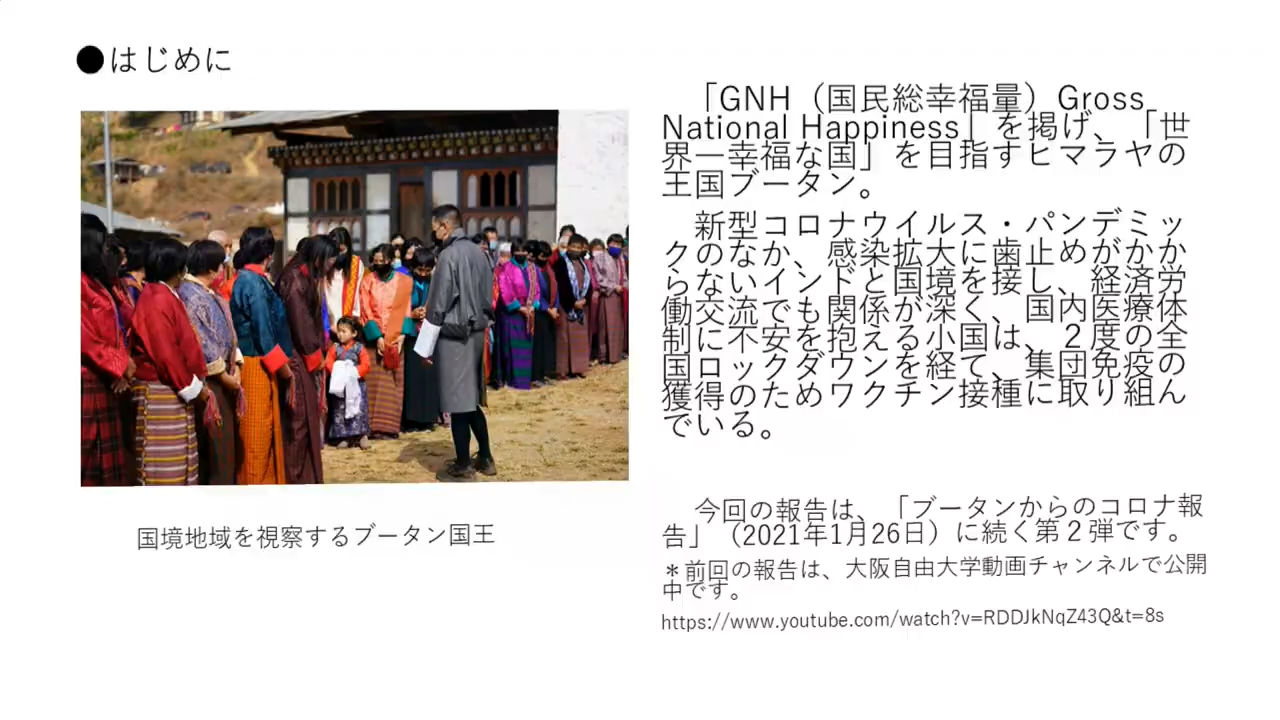 ●はじめに
「GNH（国民総幸福量）Gross
National Happiness」を掲げ、「世
界一幸福な国」を目指すヒマラヤの
王国ブータン。
新型コロナウイルス・パンデミッ
クのなか、感染拡大に歯止めがかか
らないインドと国境を接し、経済労
働交流でも関係が深く、国内医療体
制に不安を抱える小国は、２度の全
国ロックダウンを経て、集団免疫の
獲得のためワクチン接種に取り組ん
でいる。
国境地域を視察するブータン国王
今回の報告は、「ブータンからのコロナ報
告」（2021年1月26日）に続く第２弾です。
＊前回の報告は、大阪自由大学動画チャンネルで公開
中です。
https://www.youtube.com/watch?v=RDDJkNqZ43Q&t=8s